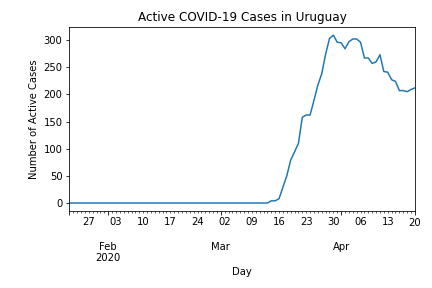 Active COVID-19 Cases in Uruguay
Number of Active Cases
300
250
200
150
100
50
0
27 03 10 17 24 02 09 16 23 30 06 13 20
Feb Mar Apr
2020
Day